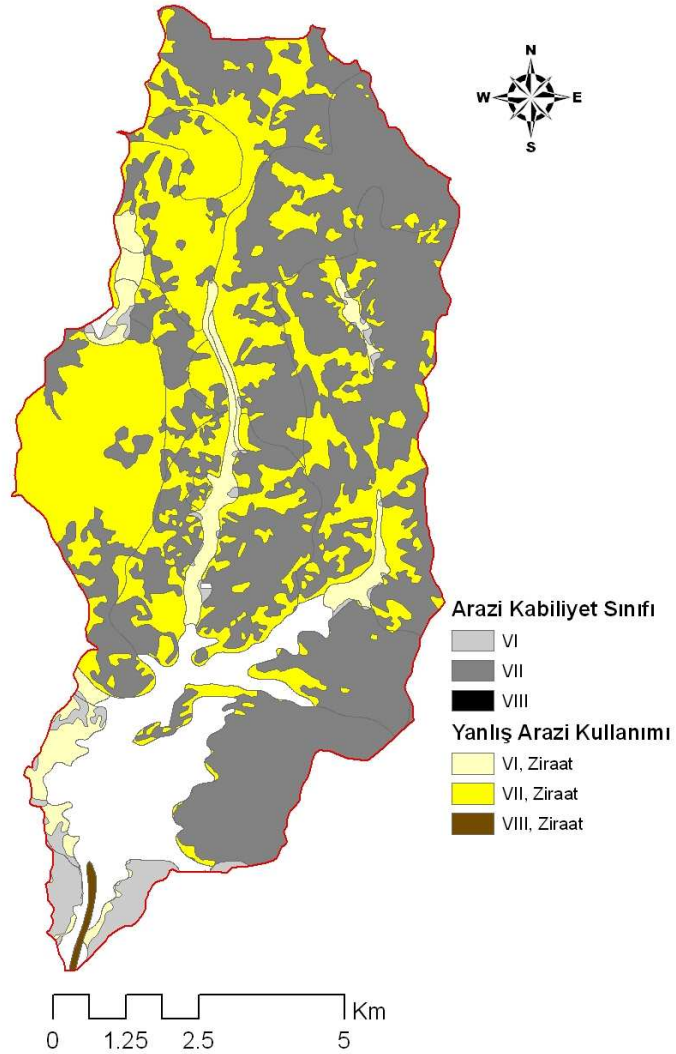 N
W E
S
Arazi Kabiliyet Sınıfı
VI
VII
VIII
Yanlış Arazi Kullanımı
VI, Ziraat
VII, Ziraat
VIII, Ziraat
Km
0 1.25 2.5 5